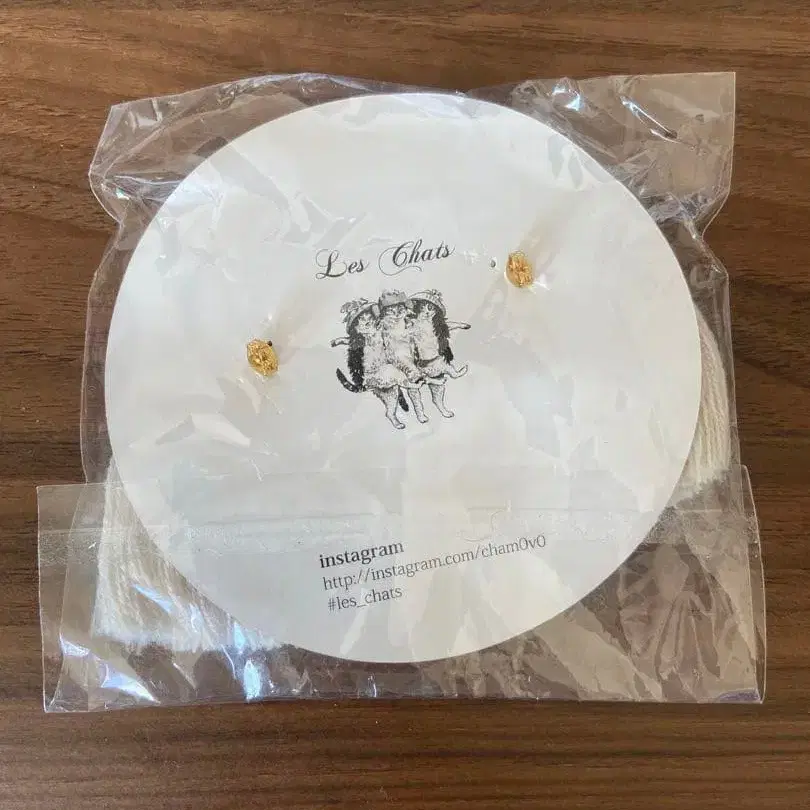 Les Chats
instagram
http://instagram.com/cham0v0
#les_chats